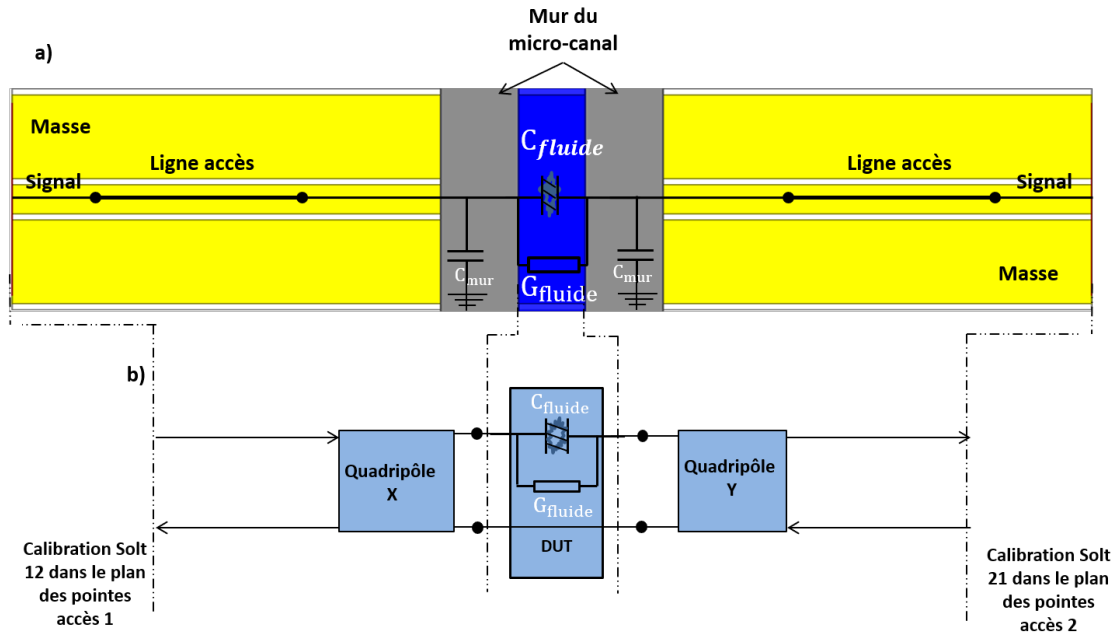 Mur du
micro-canal
a)
Masse
C_fluide
Ligne accès
Ligne accès
Signal
Signal
C_mur
C_mur
G_fluide
Masse
b)
C_fluide
Quadripôle
X
Quadripôle
Y
G_fluide
DUT
Calibration Solt
12 dans le plan
des pointes
accès 1
Calibration Solt
21 dans le plan
des pointes
accès 2